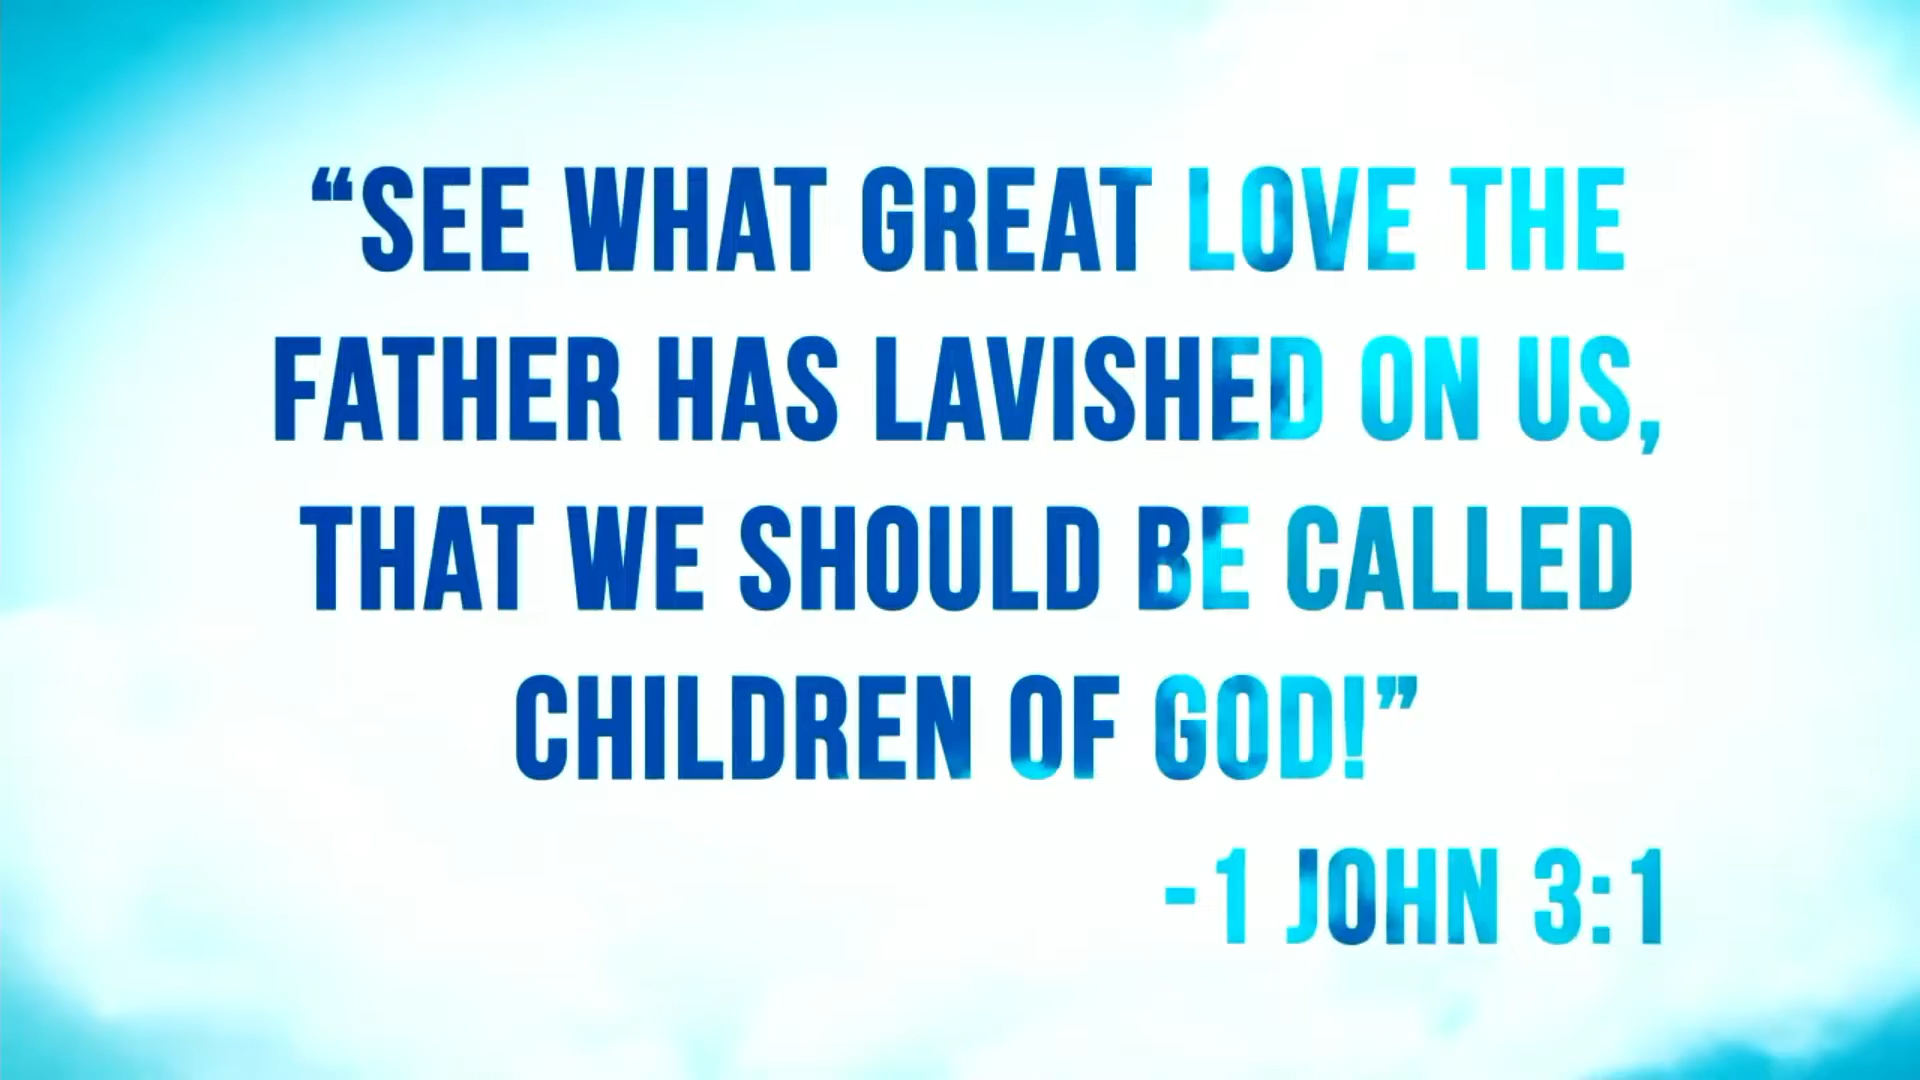 “SEE WHAT GREAT LOVE THE
FATHER HAS LAVISHED ON US,
THAT WE SHOULD BE CALLED
CHILDREN OF GOD!”
-1 JOHN 3:1